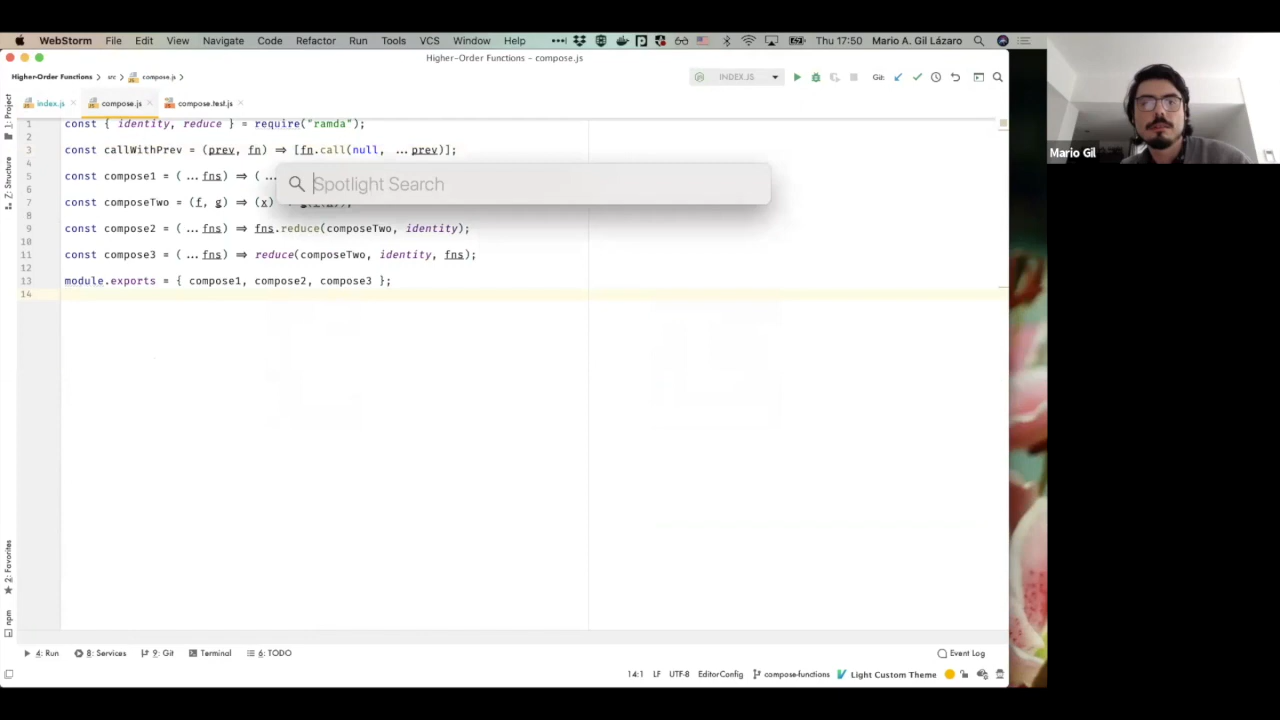 WebStorm File Edit View Navigate Code Refactor Run Tools VCS Window Help Thu 17:50 Mario A. Gil Lázaro
Higher-Order Functions – compose.js
Higher-Order Functions src compose.js INDEX.JS Git:
index.js compose.js compose.test.js
1: Project
Z: Structure
2: Favorites
npm
1 const { identity, reduce } = require("ramda");
2
3 const callWithPrev = (prev, fn) ⇒ [fn.call(null, ...prev)];
4
5 const compose1 = (...fns) ⇒ (...
Spotlight Search
6
7 const composeTwo = (f, g) ⇒ (x)
8
9 const compose2 = (...fns) ⇒ fns.reduce(composeTwo, identity);
10
11 const compose3 = (...fns) ⇒ reduce(composeTwo, identity, fns);
12
13 module.exports = { compose1, compose2, compose3 };
14
4: Run 8: Services 9: Git Terminal 6: TODO Event Log
14:1 LF UTF-8 EditorConfig compose-functions Light Custom Theme
Mario Gil